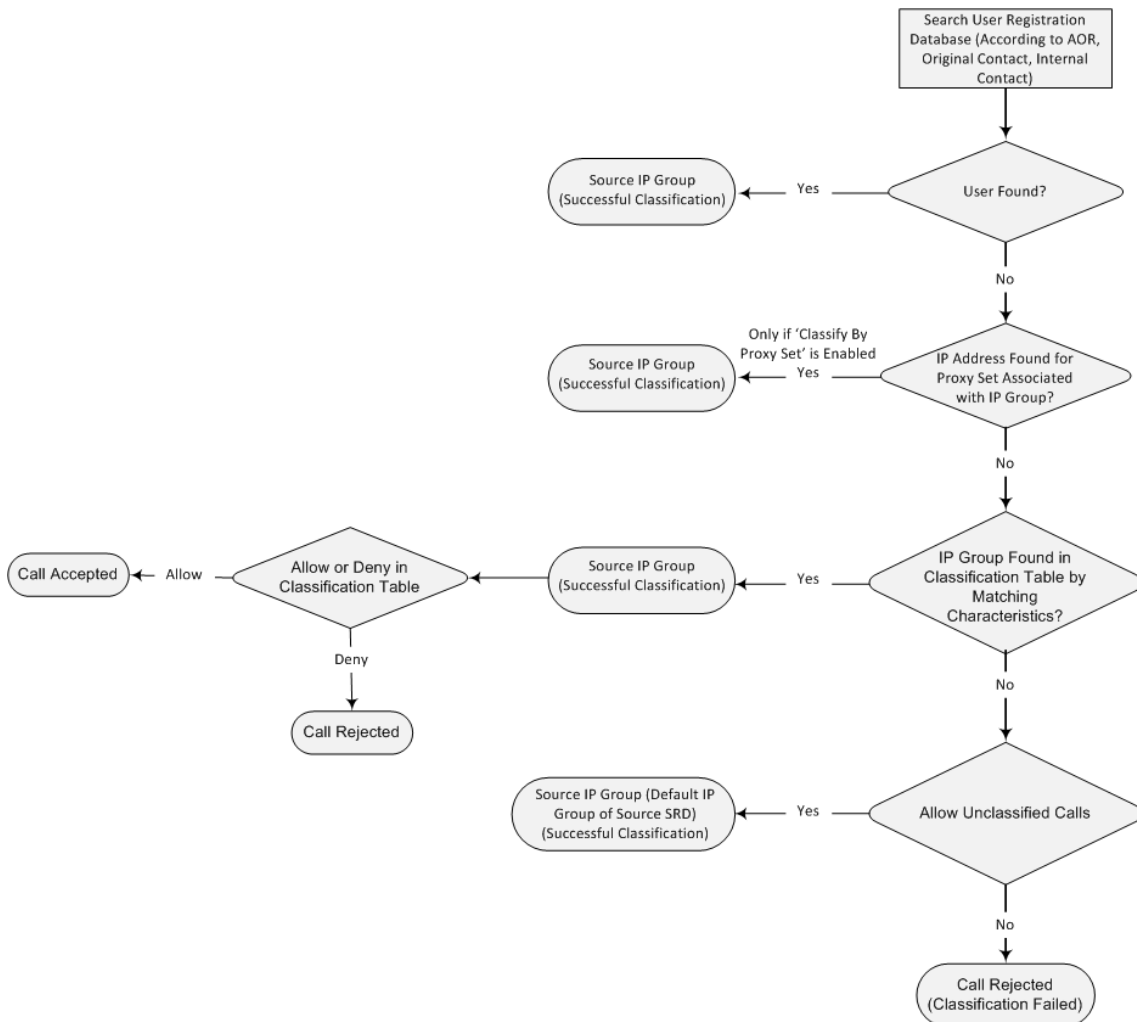 Search User Registration
Database (According to AOR,
Original Contact, Internal
Contact)
Source IP Group
(Successful Classification)
Yes
User Found?
No
Only if ‘Classify By
Proxy Set’ is Enabled
Source IP Group
(Successful Classification)
Yes
IP Address Found for
Proxy Set Associated
with IP Group?
No
Call Accepted
Allow
Allow or Deny in
Classification Table
Source IP Group
(Successful Classification)
Yes
IP Group Found in
Classification Table by
Matching
Characteristics?
Deny
No
Call Rejected
Source IP Group (Default IP
Group of Source SRD)
(Successful Classification)
Yes
Allow Unclassified Calls
No
Call Rejected
(Classification Failed)